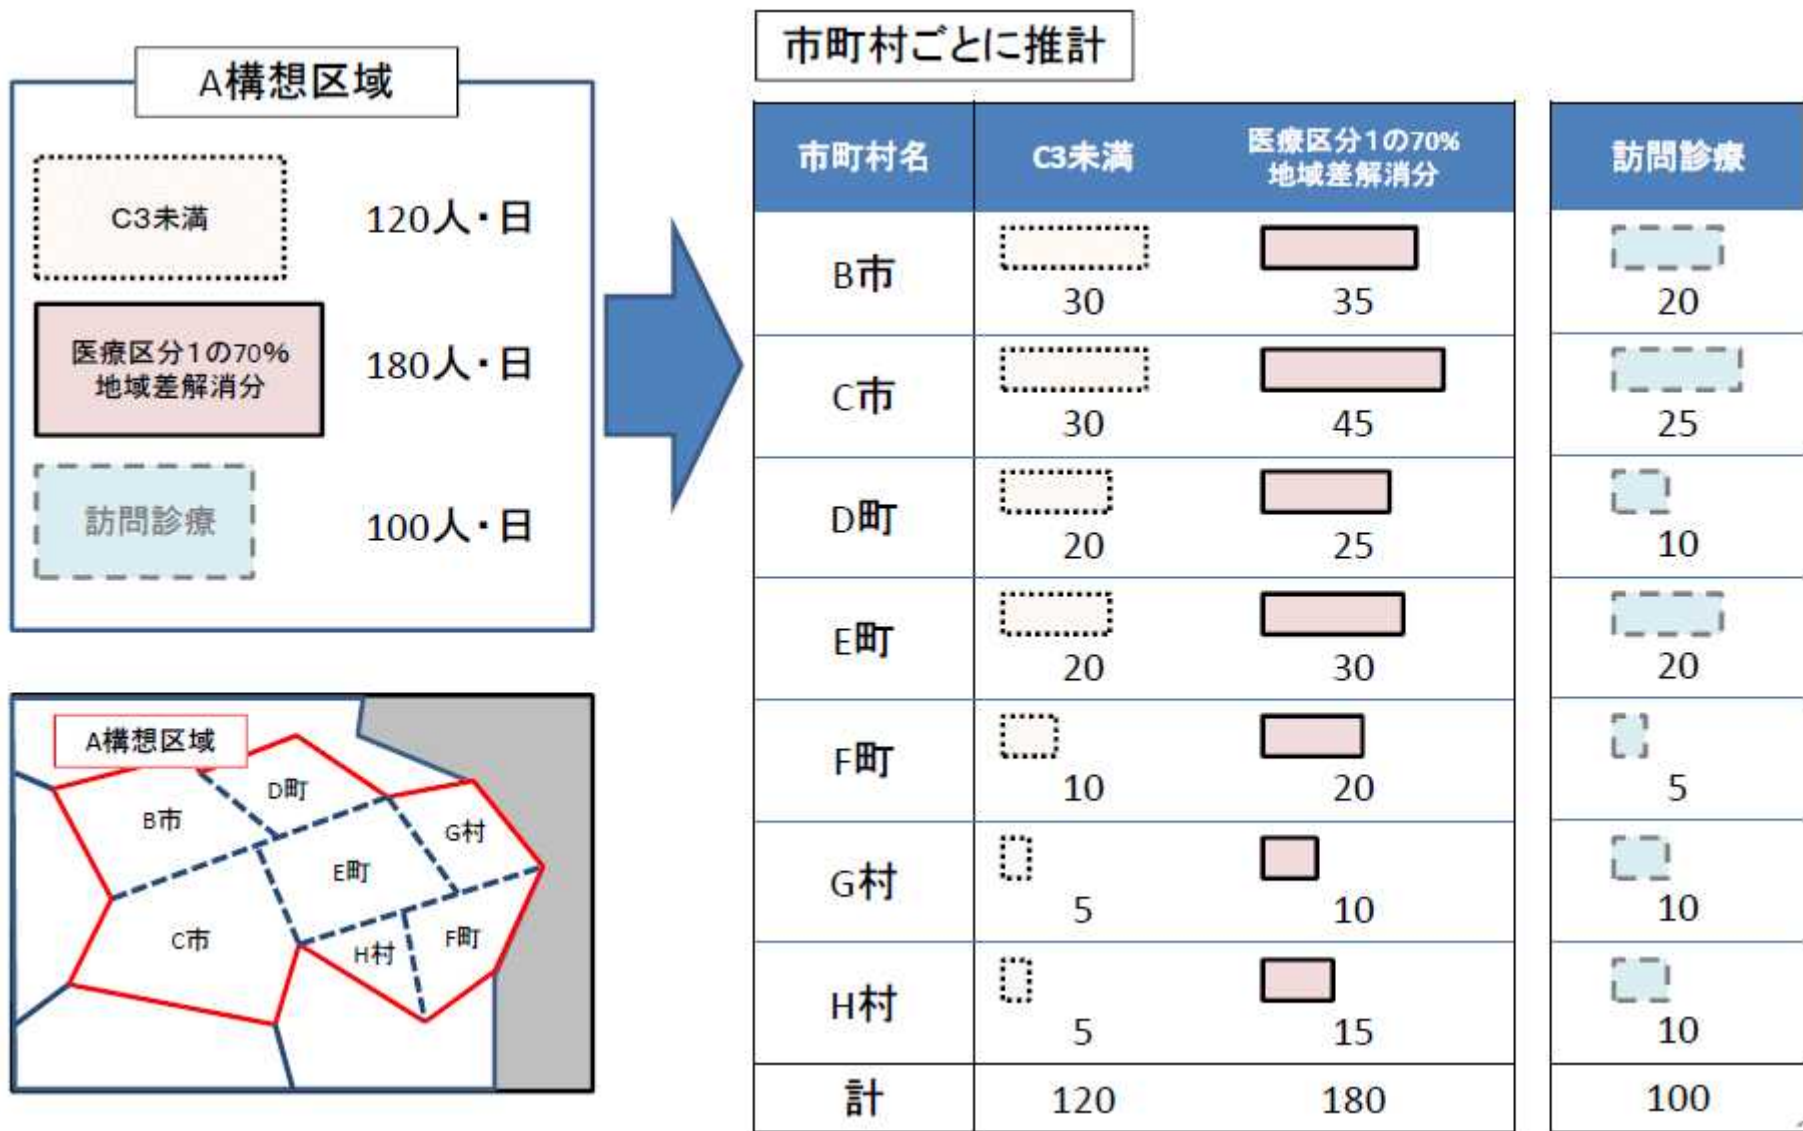 A構想区域
C3未満
120人・日
医療区分1の70%
地域差解消分
180人・日
訪問診療
100人・日
A構想区域
D町
B市
G村
E町
C市
H村
F町
市町村ごとに推計
市町村名 C3未満 医療区分1の70% 地域差解消分 訪問診療
B市 30 35 20
C市 30 45 25
D町 20 25 10
E町 20 30 20
F町 10 20 5
G村 5 10 10
H村 5 15 10
計 120 180 100